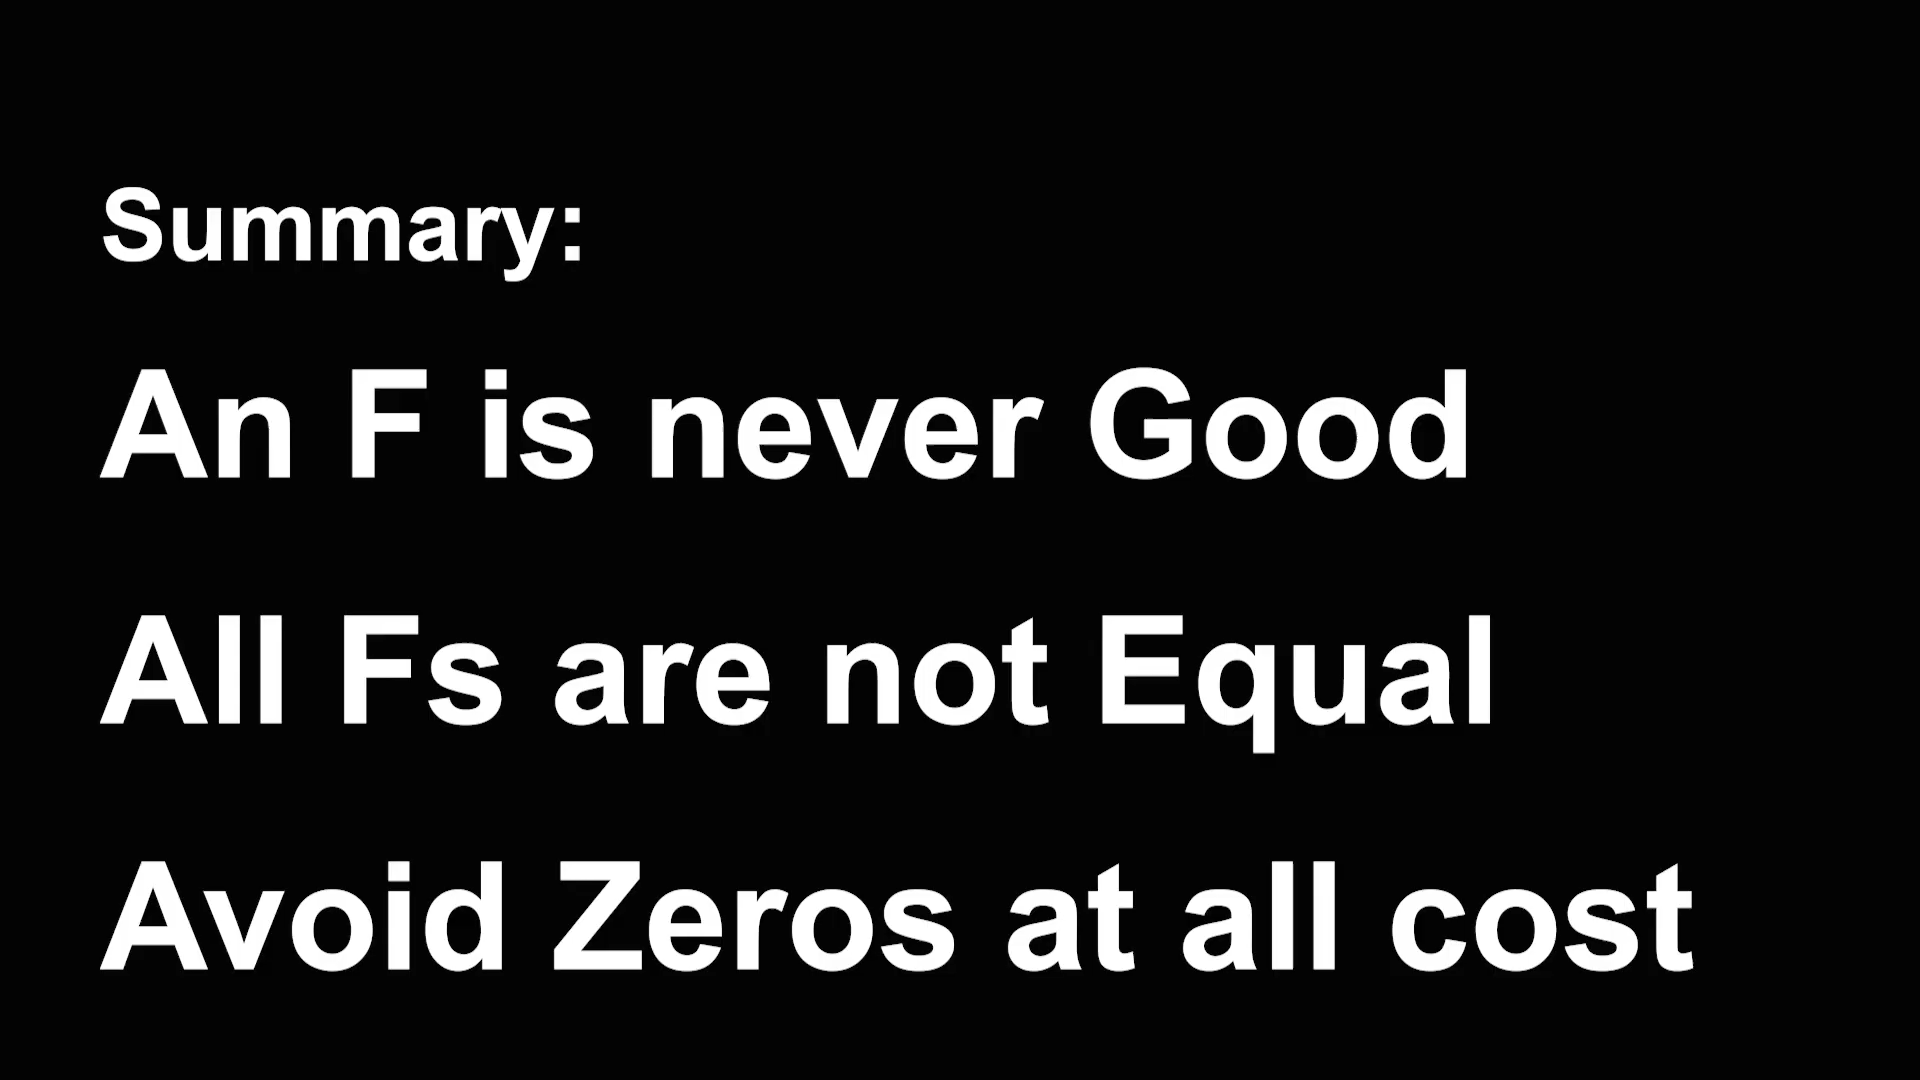 Summary:
An F is never Good
All Fs are not Equal
Avoid Zeros at all cost